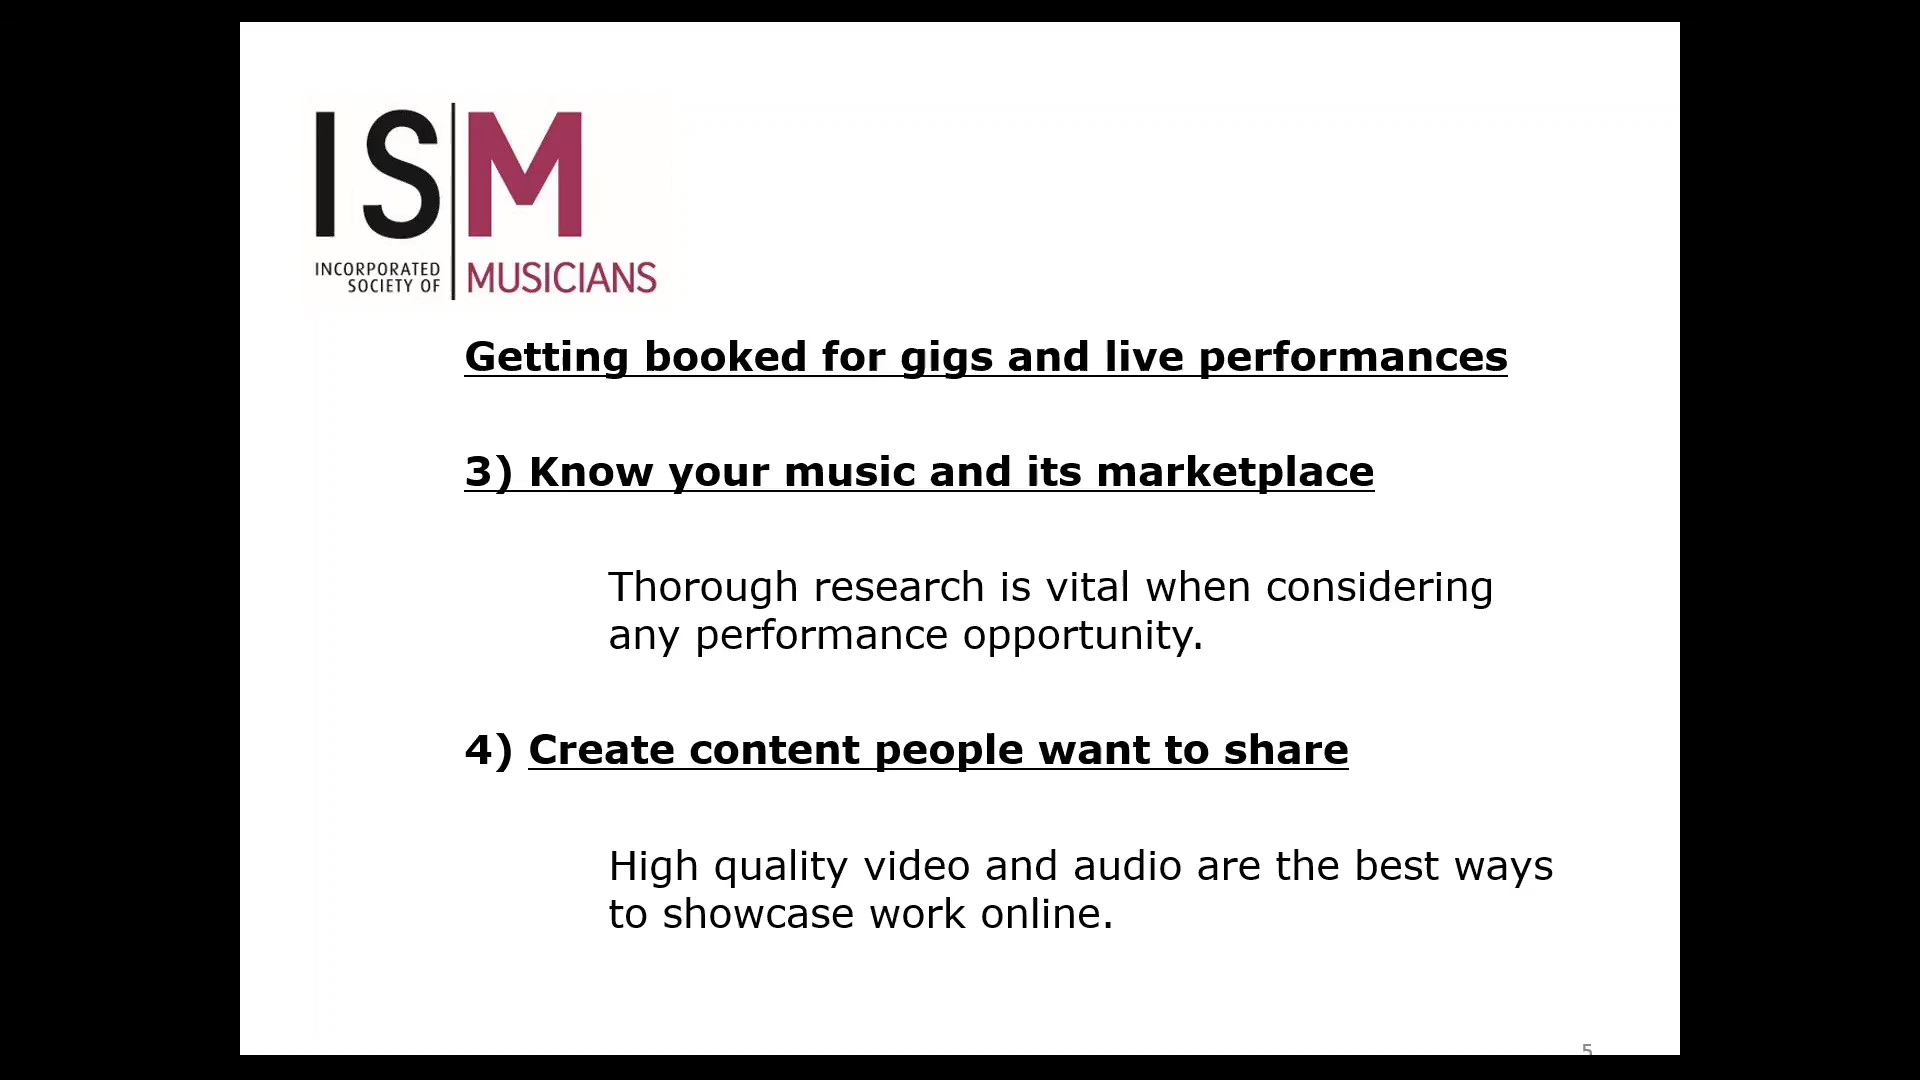 ISM
INCORPORATED
SOCIETY OF MUSICIANS
Getting booked for gigs and live performances
3) Know your music and its marketplace
Thorough research is vital when considering
any performance opportunity.
4) Create content people want to share
High quality video and audio are the best ways
to showcase work online.
5